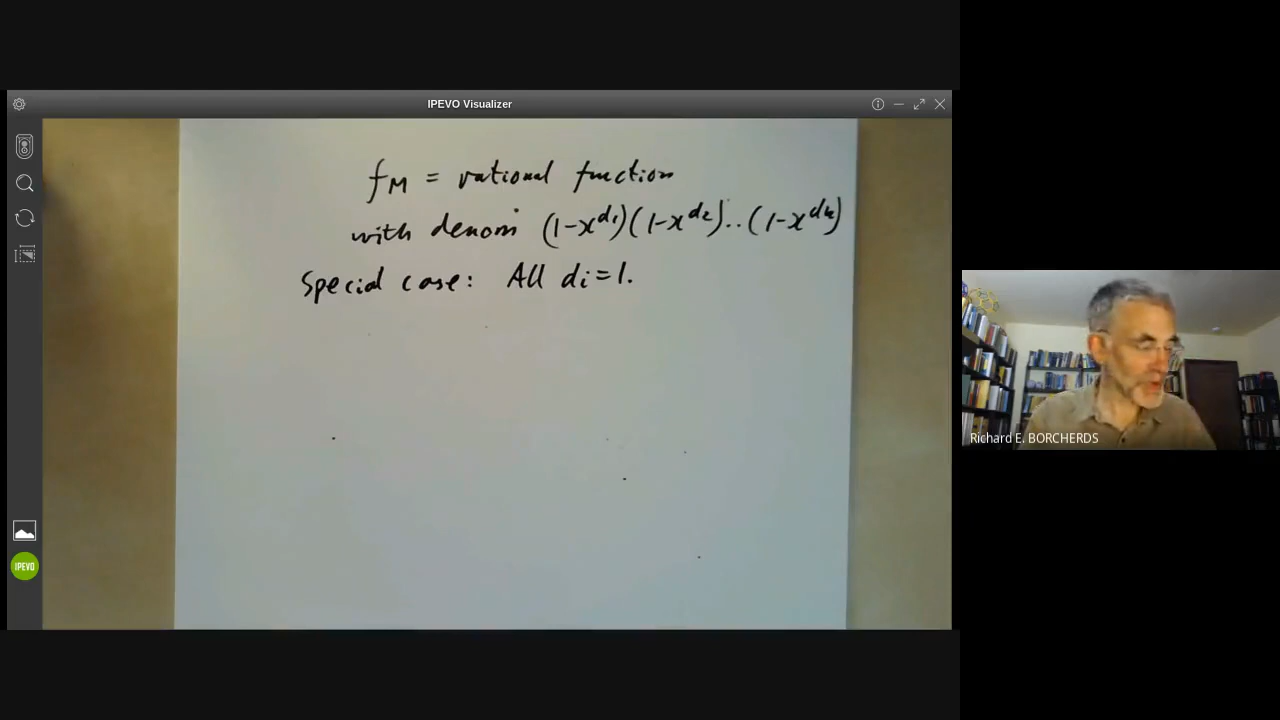 IPEVO Visualizer
f_M = rational function
with denom (1-x^{d_1})(1-x^{d_2})..(1-x^{d_k})
Special case: All d_i=1.
Richard E. BORCHERDS
IPEVO